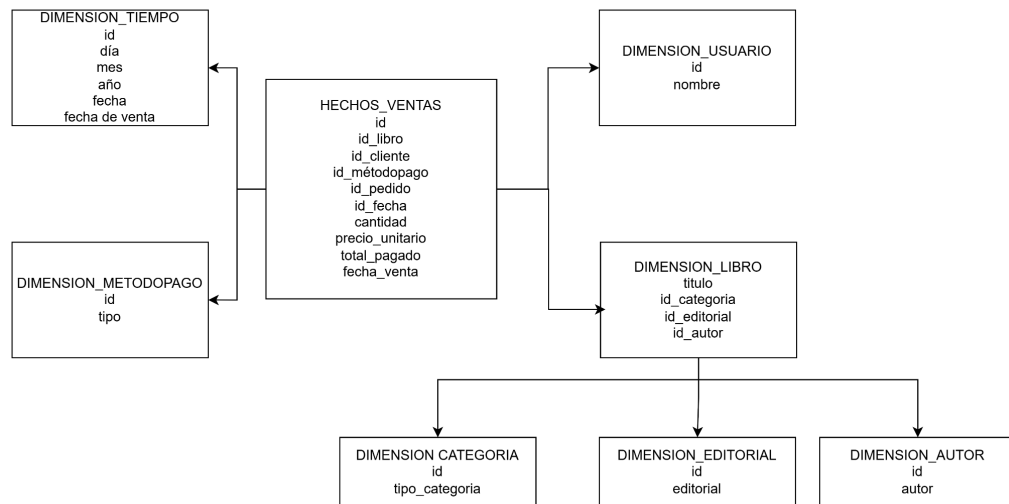 DIMENSION_TIEMPO
id
día
mes
año
fecha
fecha de venta
HECHOS_VENTAS
id
id_libro
id_cliente
id_métodopago
id_pedido
id_fecha
cantidad
precio_unitario
total_pagado
fecha_venta
DIMENSION_USUARIO
id
nombre
DIMENSION_METODOPAGO
id
tipo
DIMENSION_LIBRO
titulo
id_categoria
id_editorial
id_autor
DIMENSION CATEGORIA
id
tipo_categoria
DIMENSION_EDITORIAL
id
editorial
DIMENSION_AUTOR
id
autor